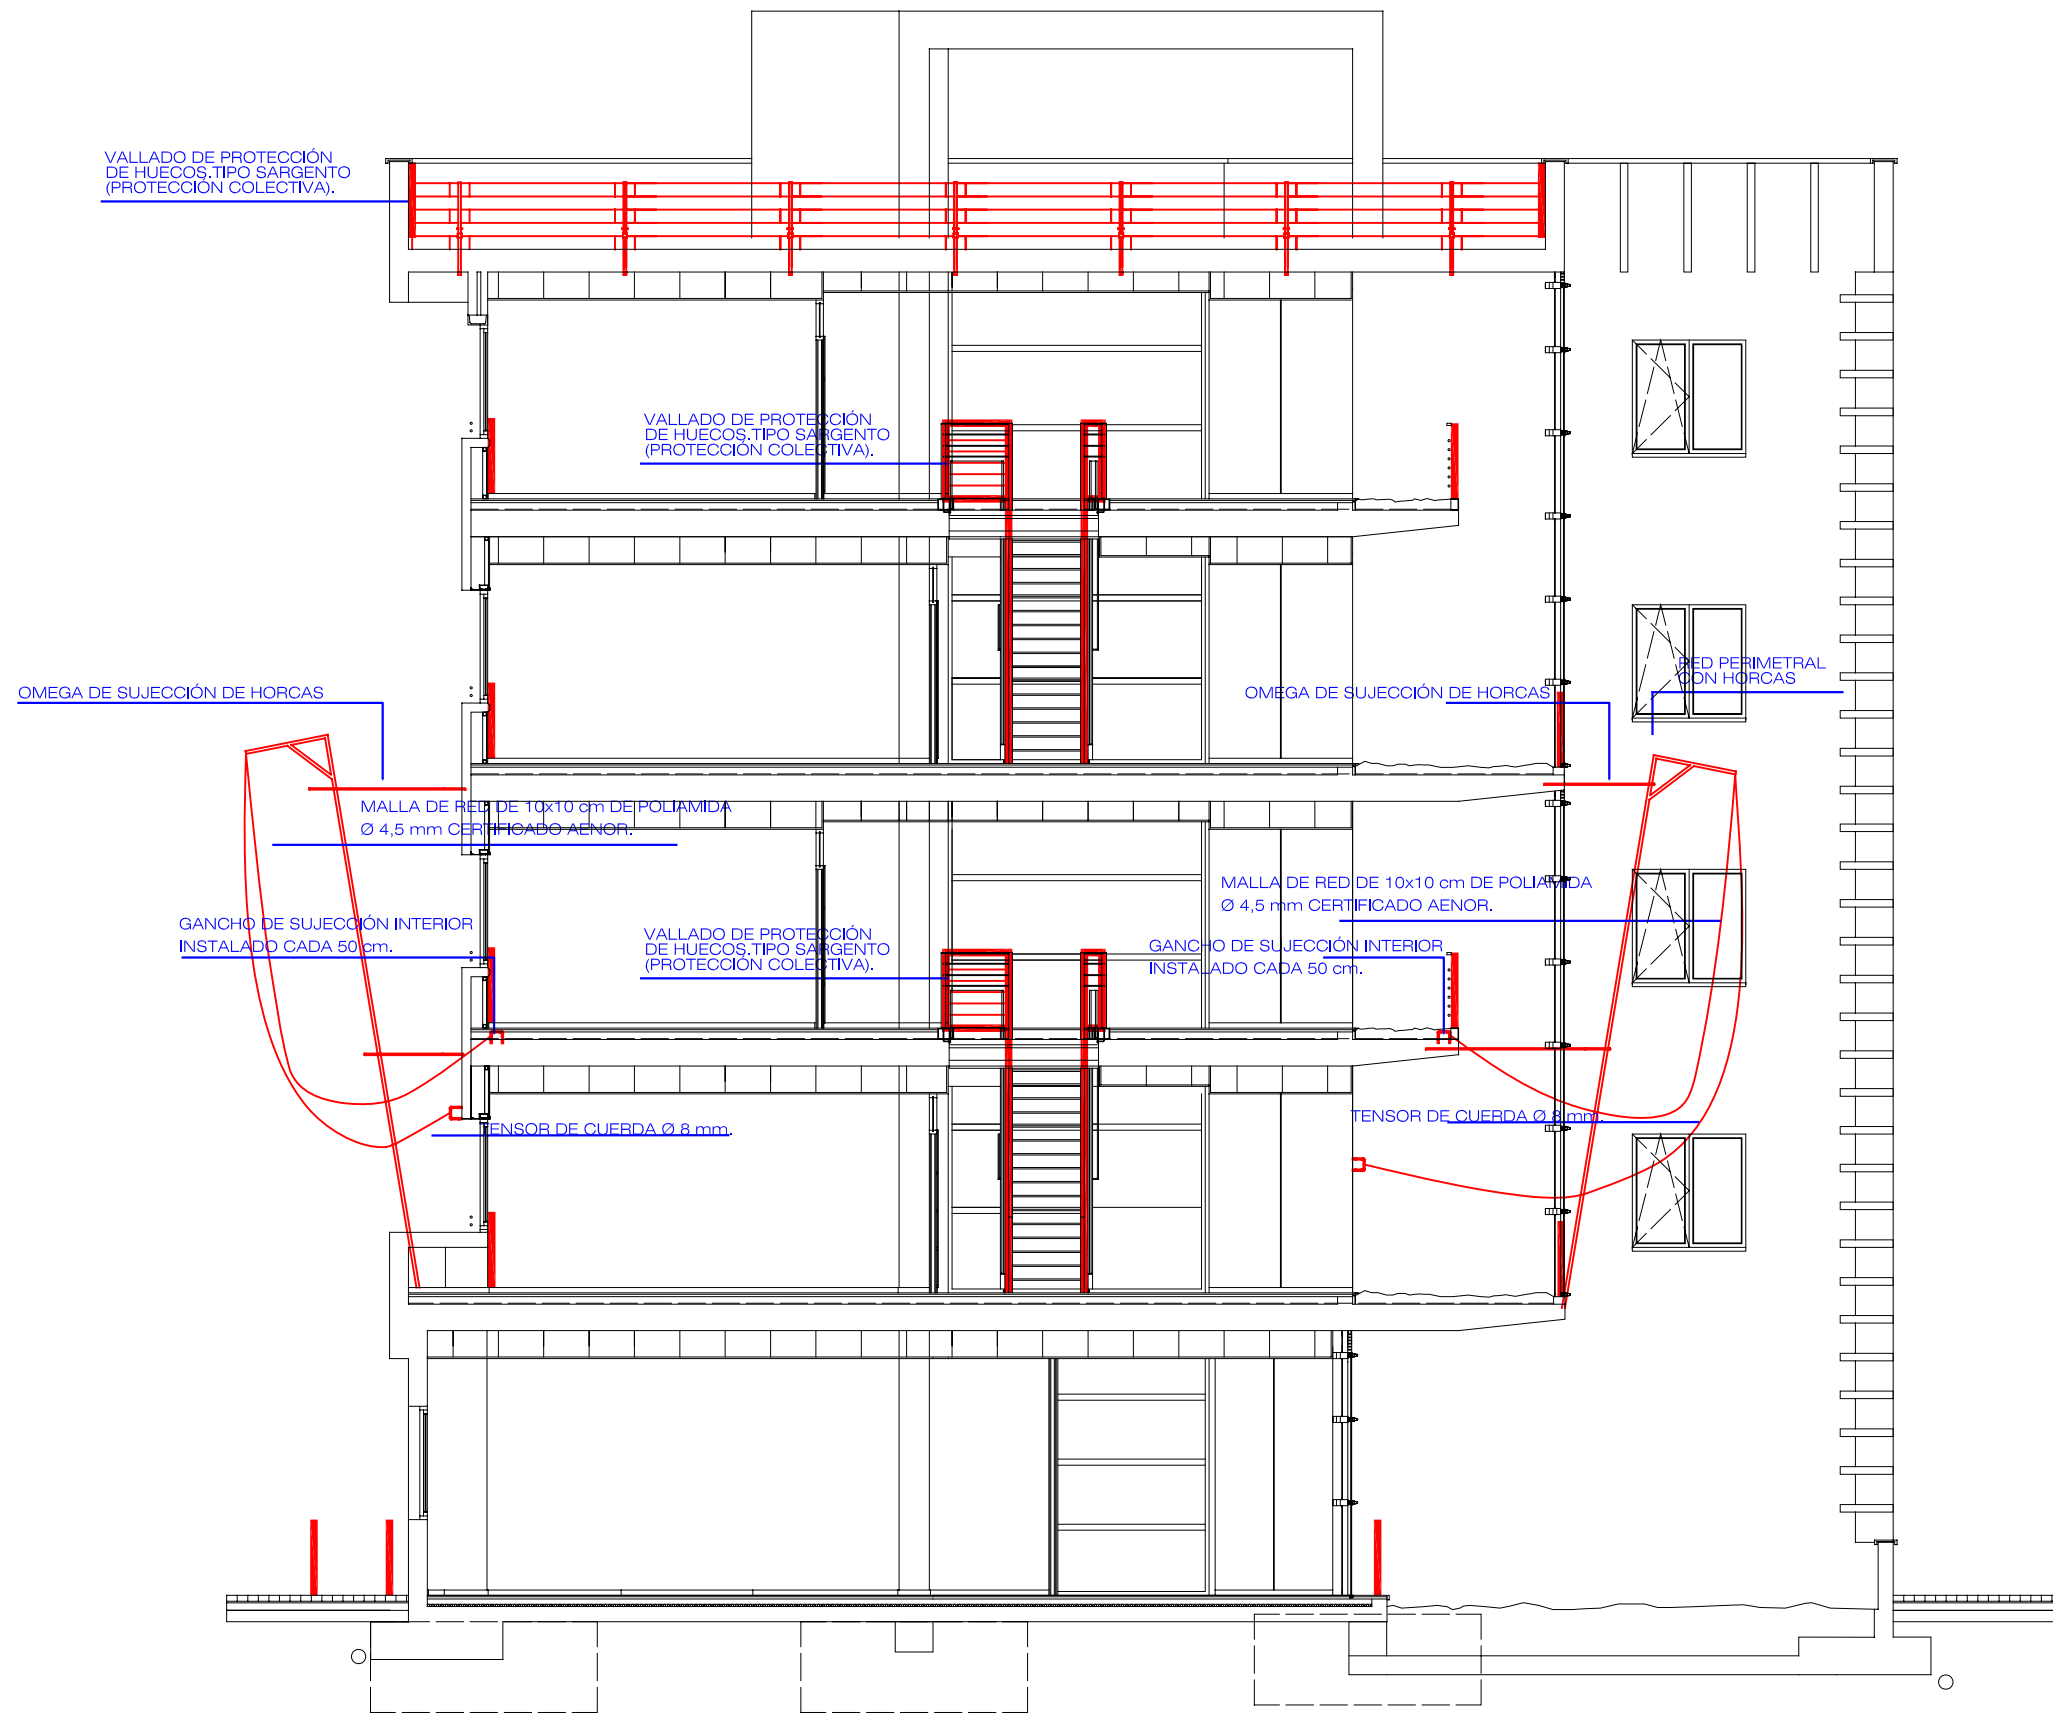 VALLADO DE PROTECCIÓN
DE HUECOS.TIPO SARGENTO
(PROTECCIÓN COLECTIVA).
VALLADO DE PROTECCIÓN
DE HUECOS.TIPO SARGENTO
(PROTECCIÓN COLECTIVA).
OMEGA DE SUJECCIÓN DE HORCAS
OMEGA DE SUJECCIÓN DE HORCAS
RED PERIMETRAL
CON HORCAS
MALLA DE RED DE 10x10 cm DE POLIAMIDA
Ø 4,5 mm CERTIFICADO AENOR.
MALLA DE RED DE 10x10 cm DE POLIAMIDA
Ø 4,5 mm CERTIFICADO AENOR.
GANCHO DE SUJECCIÓN INTERIOR
INSTALADO CADA 50 cm.
VALLADO DE PROTECCIÓN
DE HUECOS.TIPO SARGENTO
(PROTECCIÓN COLECTIVA).
GANCHO DE SUJECCIÓN INTERIOR
INSTALADO CADA 50 cm.
TENSOR DE CUERDA Ø 8 mm.
TENSOR DE CUERDA Ø 8 mm.